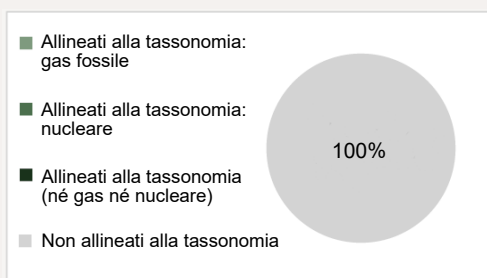 Allineati alla tassonomia:
gas fossile
Allineati alla tassonomia:
nucleare
Allineati alla tassonomia
(né gas né nucleare)
Non allineati alla tassonomia
100%